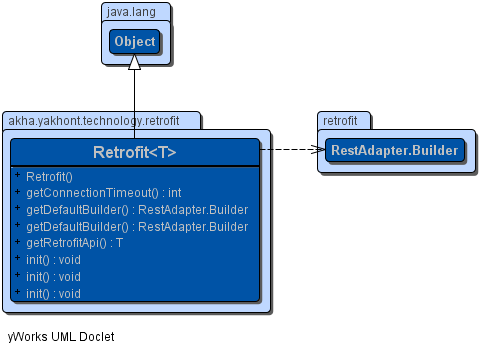 java.lang
Object
akha.yakhont.technology.retrofit
Retrofit<T>
+ Retrofit()
+ getConnectionTimeout() : int
+ getDefaultBuilder() : RestAdapter.Builder
+ getDefaultBuilder() : RestAdapter.Builder
+ getRetrofitApi() : T
+ init() : void
+ init() : void
+ init() : void
retrofit
RestAdapter.Builder
yWorks UML Doclet